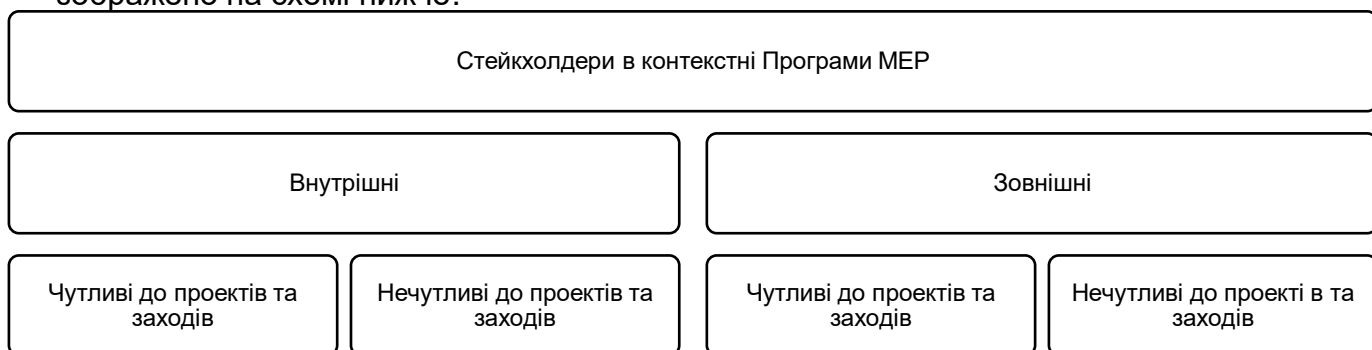 Стейкхолдери в контекстні Програми МЕР
Внутрішні
Зовнішні
Чутливі до проектів та
заходів
Нечутливі до проектів та
заходів
Чутливі до проектів та
заходів
Нечутливі до проекті в та
заходів